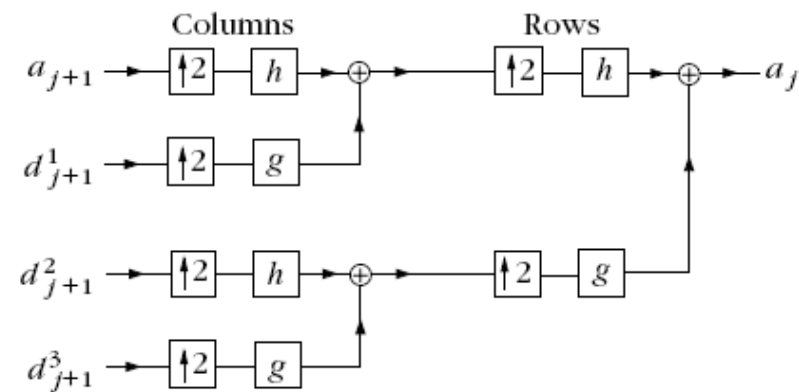 Columns Rows
a_{j+1} ↑2 h ⊕ ↑2 h ⊕ a_j
d^1_{j+1} ↑2 g
d^2_{j+1} ↑2 h ⊕ ↑2 g
d^3_{j+1} ↑2 g